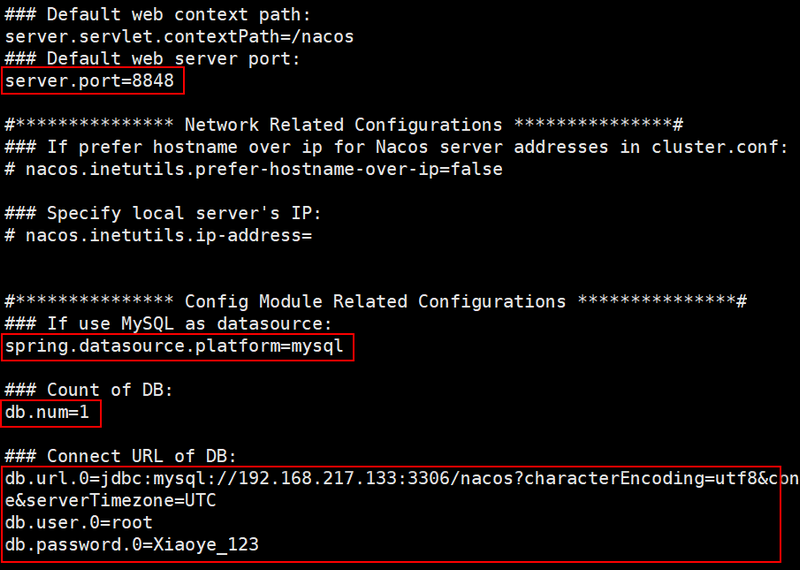 ### Default web context path:
server.servlet.contextPath=/nacos
### Default web server port:
server.port=8848
#*************** Network Related Configurations ***************#
### If prefer hostname over ip for Nacos server addresses in cluster.conf:
# nacos.inetutils.prefer-hostname-over-ip=false
### Specify local server's IP:
# nacos.inetutils.ip-address=
#*************** Config Module Related Configurations ***************#
### If use MySQL as datasource:
spring.datasource.platform=mysql
### Count of DB:
db.num=1
### Connect URL of DB:
db.url.0=jdbc:mysql://192.168.217.133:3306/nacos?characterEncoding=utf8&con
e&serverTimezone=UTC
db.user.0=root
db.password.0=Xiaoye_123